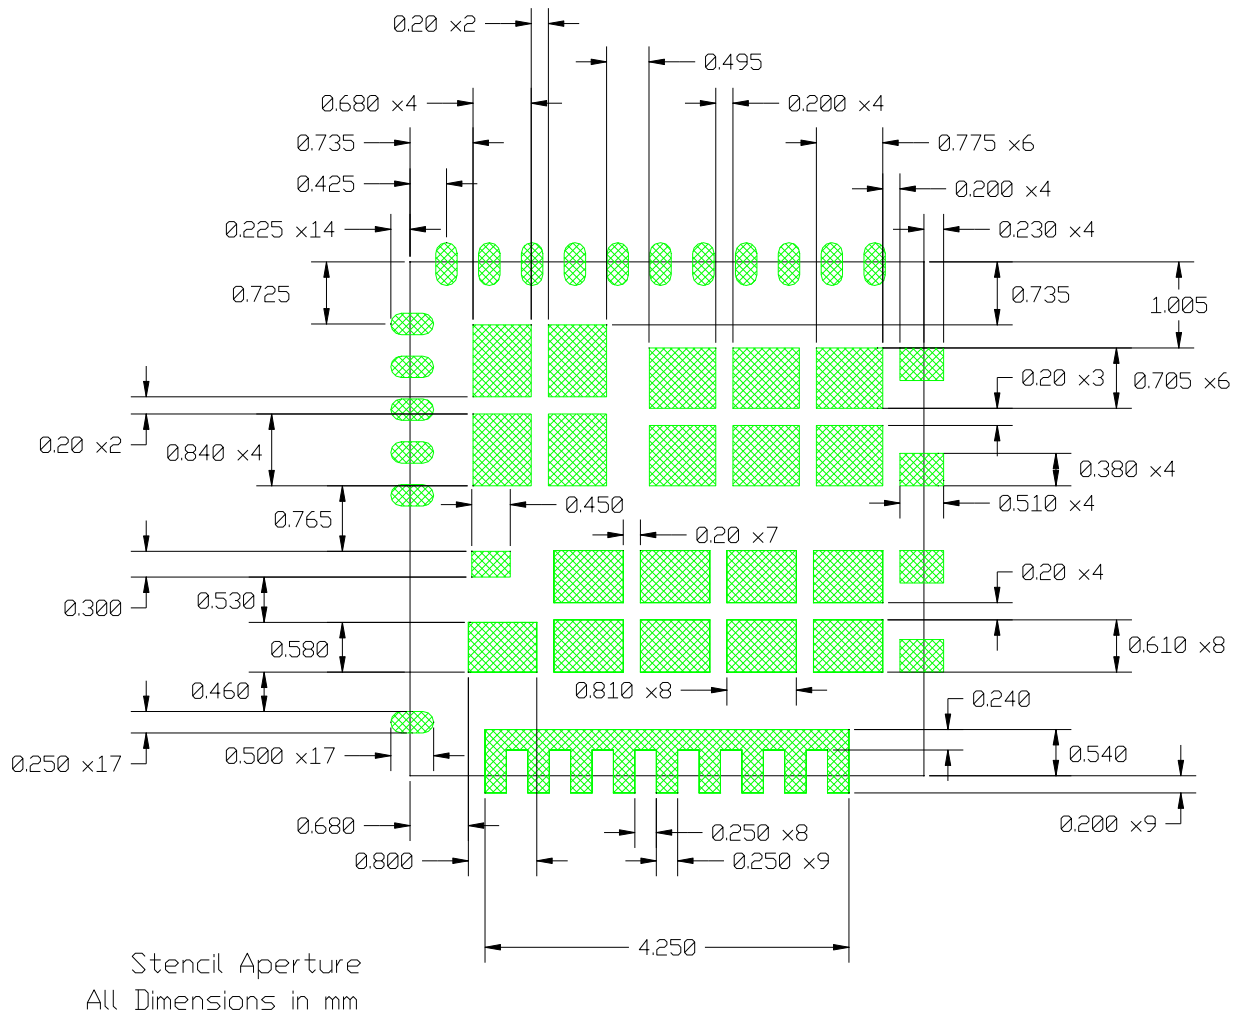 0.20 x2
0.495
0.680 x4
0.200 x4
0.735
0.775 x6
0.425
0.200 x4
0.225 x14
0.230 x4
0.725
0.735
1.005
0.20 x3
0.705 x6
0.20 x2
0.840 x4
0.380 x4
0.450
0.510 x4
0.765
0.20 x7
0.20 x4
0.300
0.530
0.580
0.610 x8
0.460
0.810 x8
0.240
0.250 x17
0.500 x17
0.540
0.680
0.250 x8
0.200 x9
0.800
0.250 x9
4.250
Stencil Aperture
All Dimensions in mm